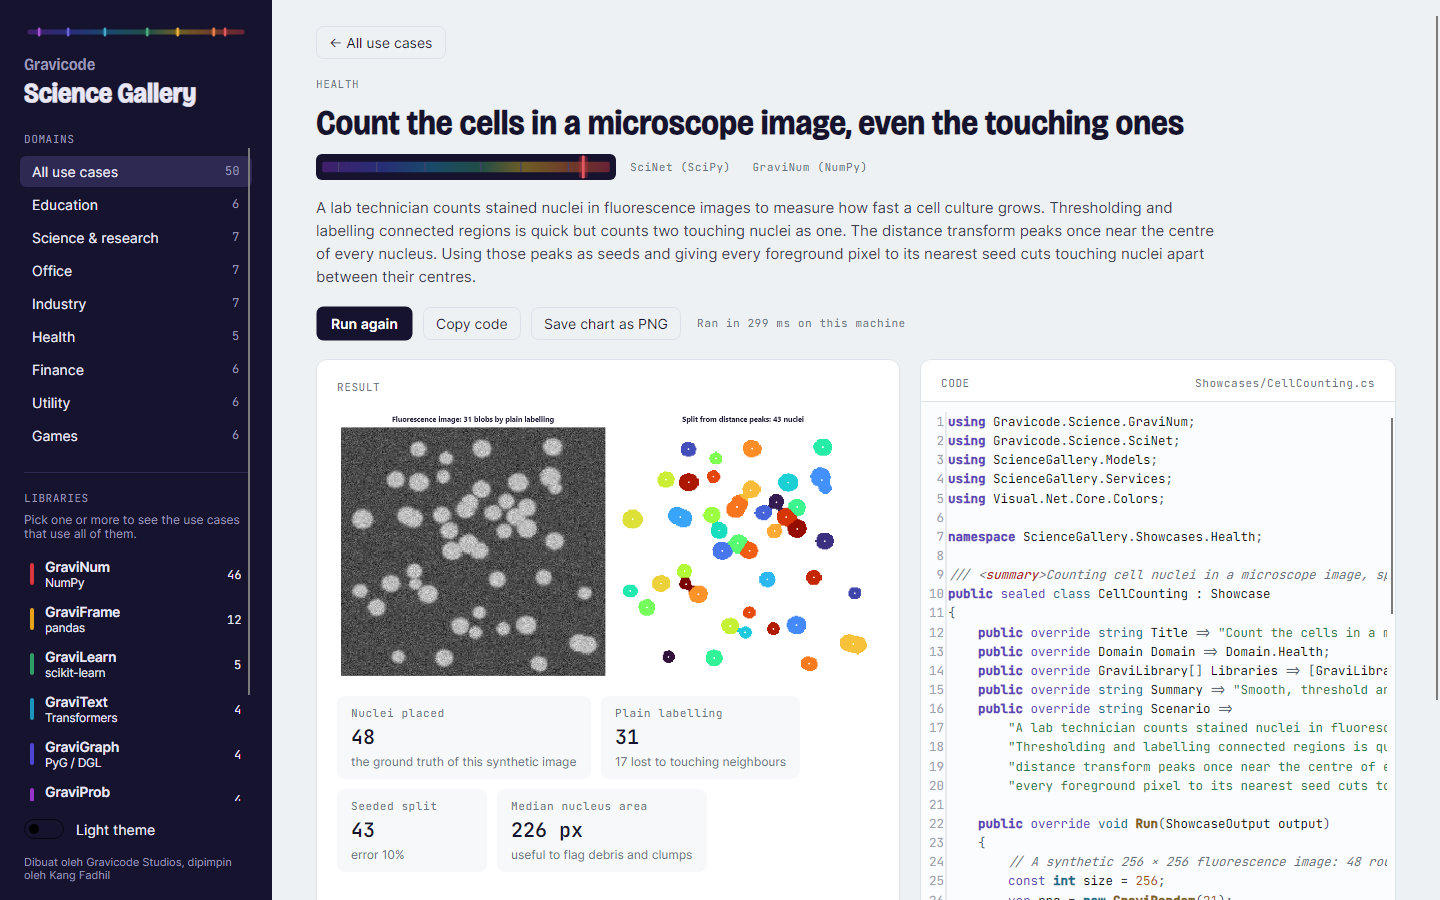 Gravicode
Science Gallery
DOMAINS
All use cases 50
Education 6
Science & research 7
Office 7
Industry 7
Health 5
Finance 6
Utility 6
Games 6
LIBRARIES
Pick one or more to see the use cases
that use all of them.
GraviNum
NumPy
46
GraviFrame
pandas
12
GraviLearn
scikit-learn
5
GraviText
Transformers
4
GraviGraph
PyG / DGL
4
GraviProb
4
Light theme
Dibuat oleh Gravicode Studios, dipimpin
oleh Kang Fadhil
← All use cases
HEALTH
Count the cells in a microscope image, even the touching ones
SciNet (SciPy) GraviNum (NumPy)
A lab technician counts stained nuclei in fluorescence images to measure how fast a cell culture grows. Thresholding and
labelling connected regions is quick but counts two touching nuclei as one. The distance transform peaks once near the centre
of every nucleus. Using those peaks as seeds and giving every foreground pixel to its nearest seed cuts touching nuclei apart
between their centres.
Run again
Copy code
Save chart as PNG
Ran in 299 ms on this machine
RESULT
Fluorescence image: 31 blobs by plain labelling
Split from distance peaks: 43 nuclei
Nuclei placed
48
the ground truth of this synthetic image
Plain labelling
31
17 lost to touching neighbours
Seeded split
43
error 10%
Median nucleus area
226 px
useful to flag debris and clumps
CODE Showcases/CellCounting.cs
1 using Gravicode.Science.GraviNum;
2 using Gravicode.Science.SciNet;
3 using ScienceGallery.Models;
4 using ScienceGallery.Services;
5 using Visual.Net.Core.Colors;
6
7 namespace ScienceGallery.Showcases.Health;
8
9 /// <summary>Counting cell nuclei in a microscope image, sp
10 public sealed class CellCounting : Showcase
11 {
12 public override string Title => "Count the cells in a m
13 public override Domain Domain => Domain.Health;
14 public override GraviLibrary[] Libraries => [GraviLibra
15 public override string Summary => "Smooth, threshold an
16 public override string Scenario =>
17 "A lab technician counts stained nuclei in fluoresc
18 "Thresholding and labelling connected regions is qu
19 "distance transform peaks once near the centre of e
20 "every foreground pixel to its nearest seed cuts to
21
22 public override void Run(ShowcaseOutput output)
23 {
24 // A synthetic 256 × 256 fluorescence image: 48 rou
25 const int size = 256;
26 var rng = new GraviRandom(21);